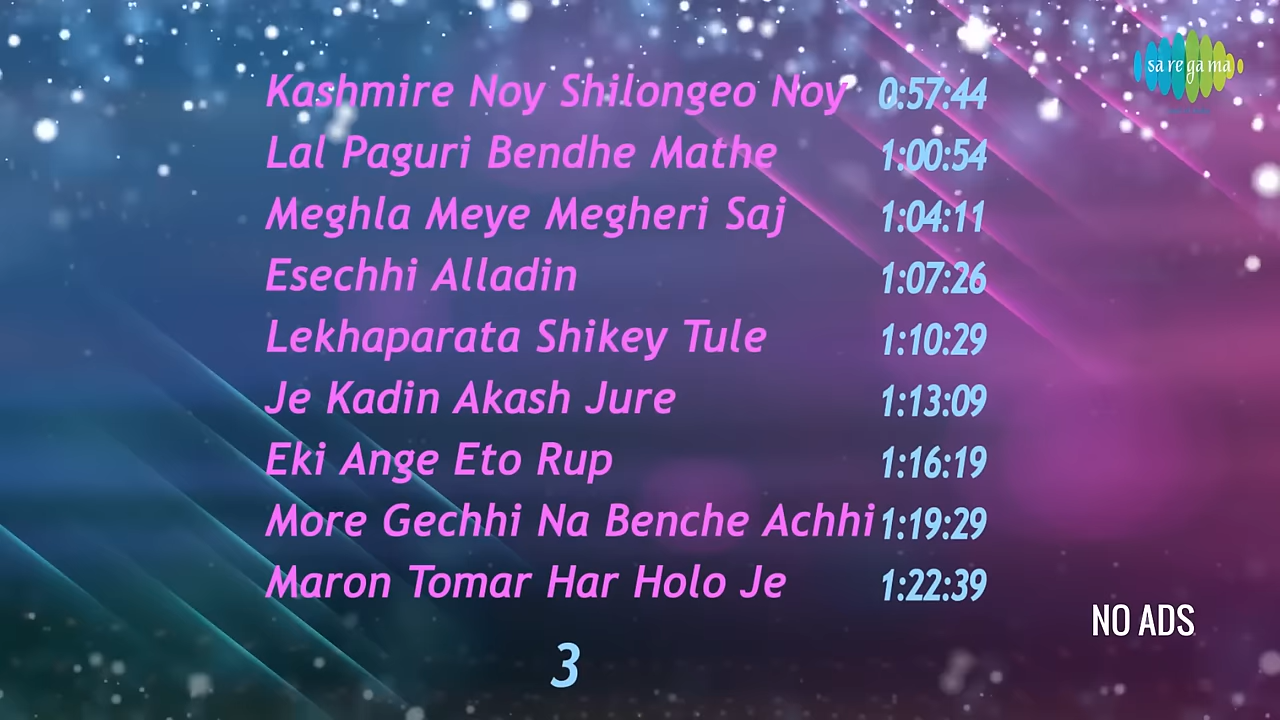 sa re ga ma
Kashmire Noy Shilongeo Noy 0:57:44
Lal Paguri Bendhe Mathe 1:00:54
Meghla Meye Megheri Saj 1:04:11
Esechhi Alladin 1:07:26
Lekhaparata Shikey Tule 1:10:29
Je Kadin Akash Jure 1:13:09
Eki Ange Eto Rup 1:16:19
More Gechhi Na Benche Achhi 1:19:29
Maron Tomar Har Holo Je 1:22:39
NO ADS
3